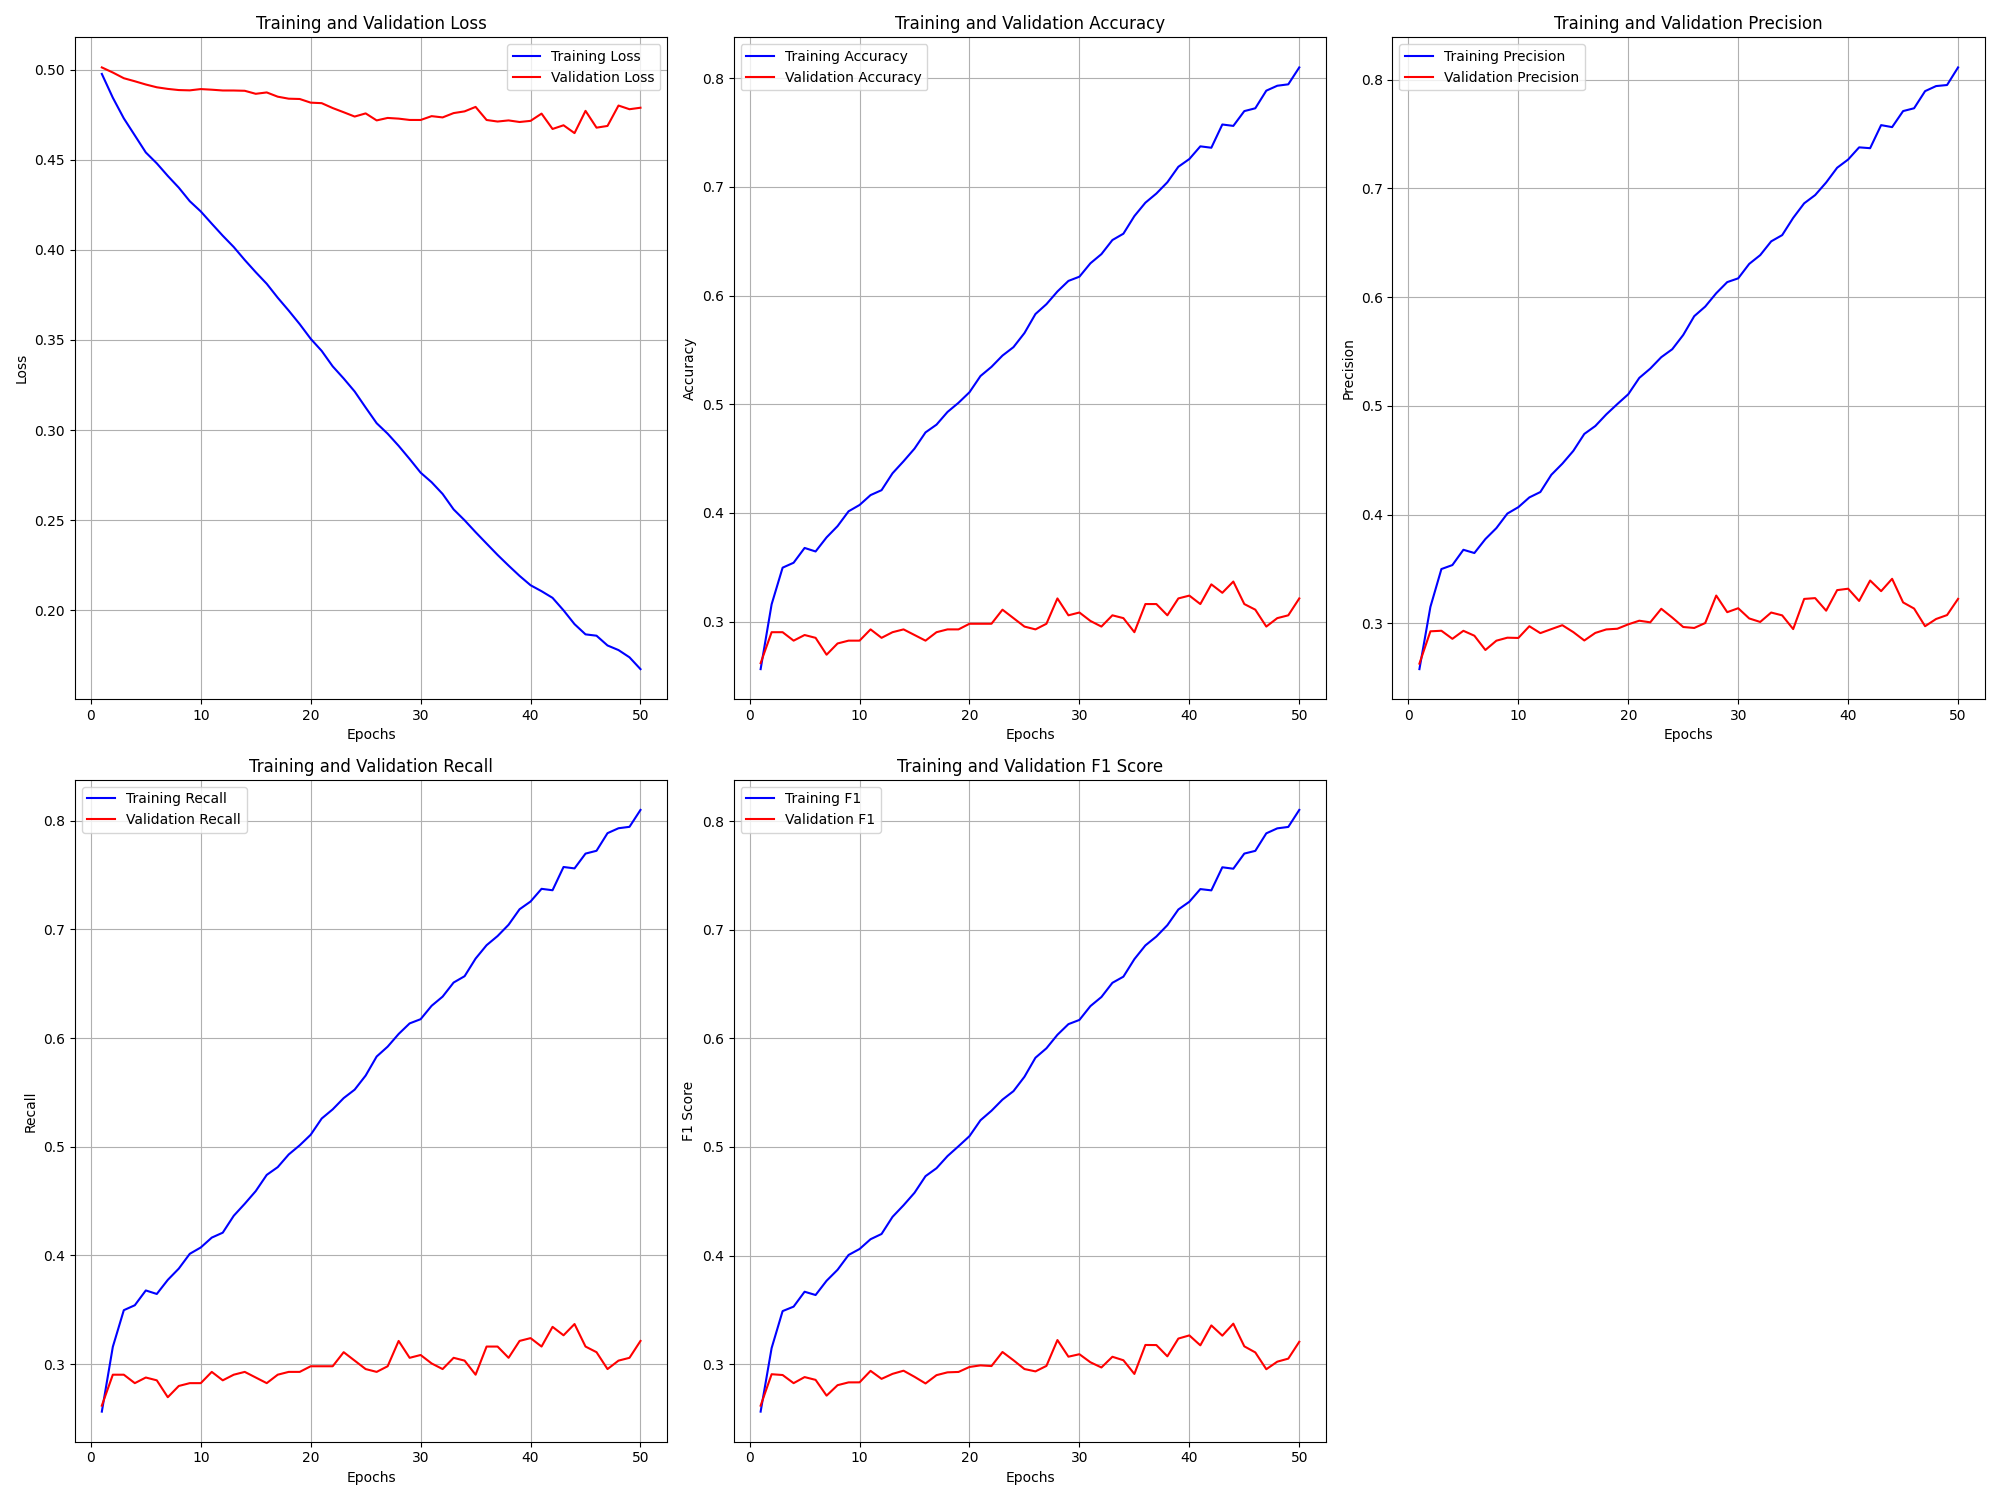 Training and Validation Loss
Training Loss
Validation Loss
0.50
0.45
0.40
0.35
0.30
0.25
0.20
Loss
0 10 20 30 40 50
Epochs
Training and Validation Accuracy
Training Accuracy
Validation Accuracy
0.8
0.7
0.6
0.5
0.4
0.3
Accuracy
0 10 20 30 40 50
Epochs
Training and Validation Precision
Training Precision
Validation Precision
0.8
0.7
0.6
0.5
0.4
0.3
Precision
0 10 20 30 40 50
Epochs
Training and Validation Recall
Training Recall
Validation Recall
0.8
0.7
0.6
0.5
0.4
0.3
Recall
0 10 20 30 40 50
Epochs
Training and Validation F1 Score
Training F1
Validation F1
0.8
0.7
0.6
0.5
0.4
0.3
F1 Score
0 10 20 30 40 50
Epochs